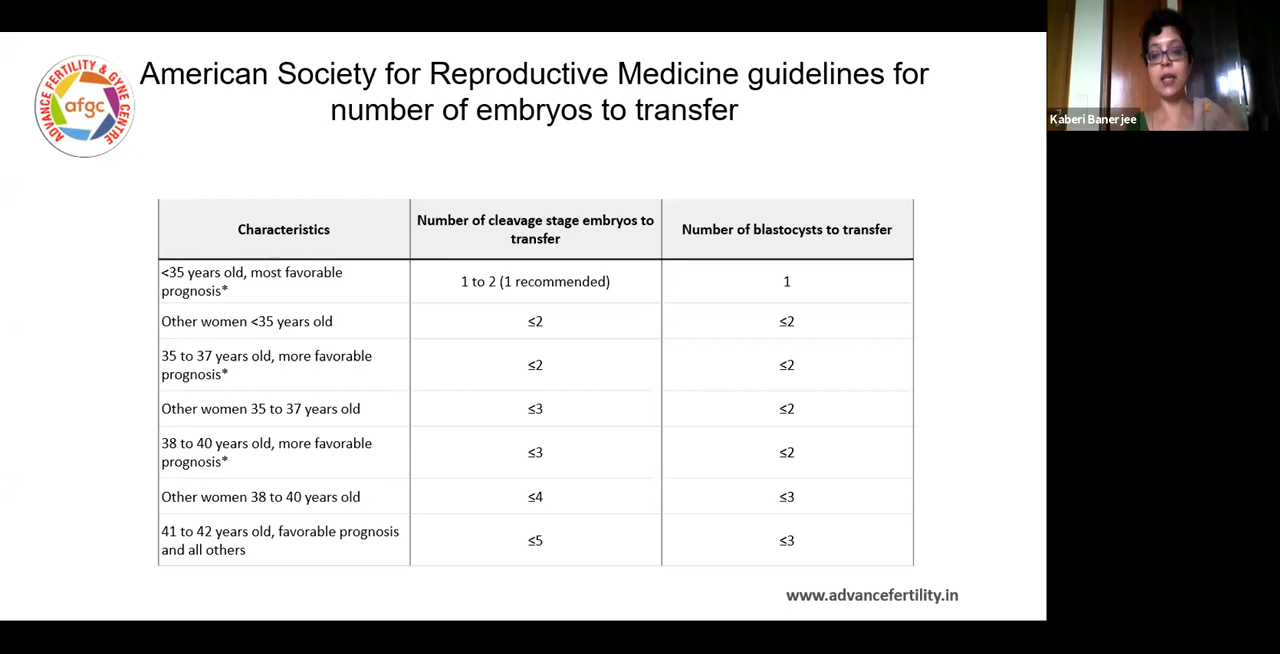 ADVANCE FERTILITY & GYNE CENTRE
afgc
American Society for Reproductive Medicine guidelines for
number of embryos to transfer
Kaberi Banerjee
Characteristics
Number of cleavage stage embryos to
transfer
Number of blastocysts to transfer
<35 years old, most favorable
prognosis*
1 to 2 (1 recommended)
1
Other women <35 years old
≤2
≤2
35 to 37 years old, more favorable
prognosis*
≤2
≤2
Other women 35 to 37 years old
≤3
≤2
38 to 40 years old, more favorable
prognosis*
≤3
≤2
Other women 38 to 40 years old
≤4
≤3
41 to 42 years old, favorable prognosis
and all others
≤5
≤3
www.advancefertility.in